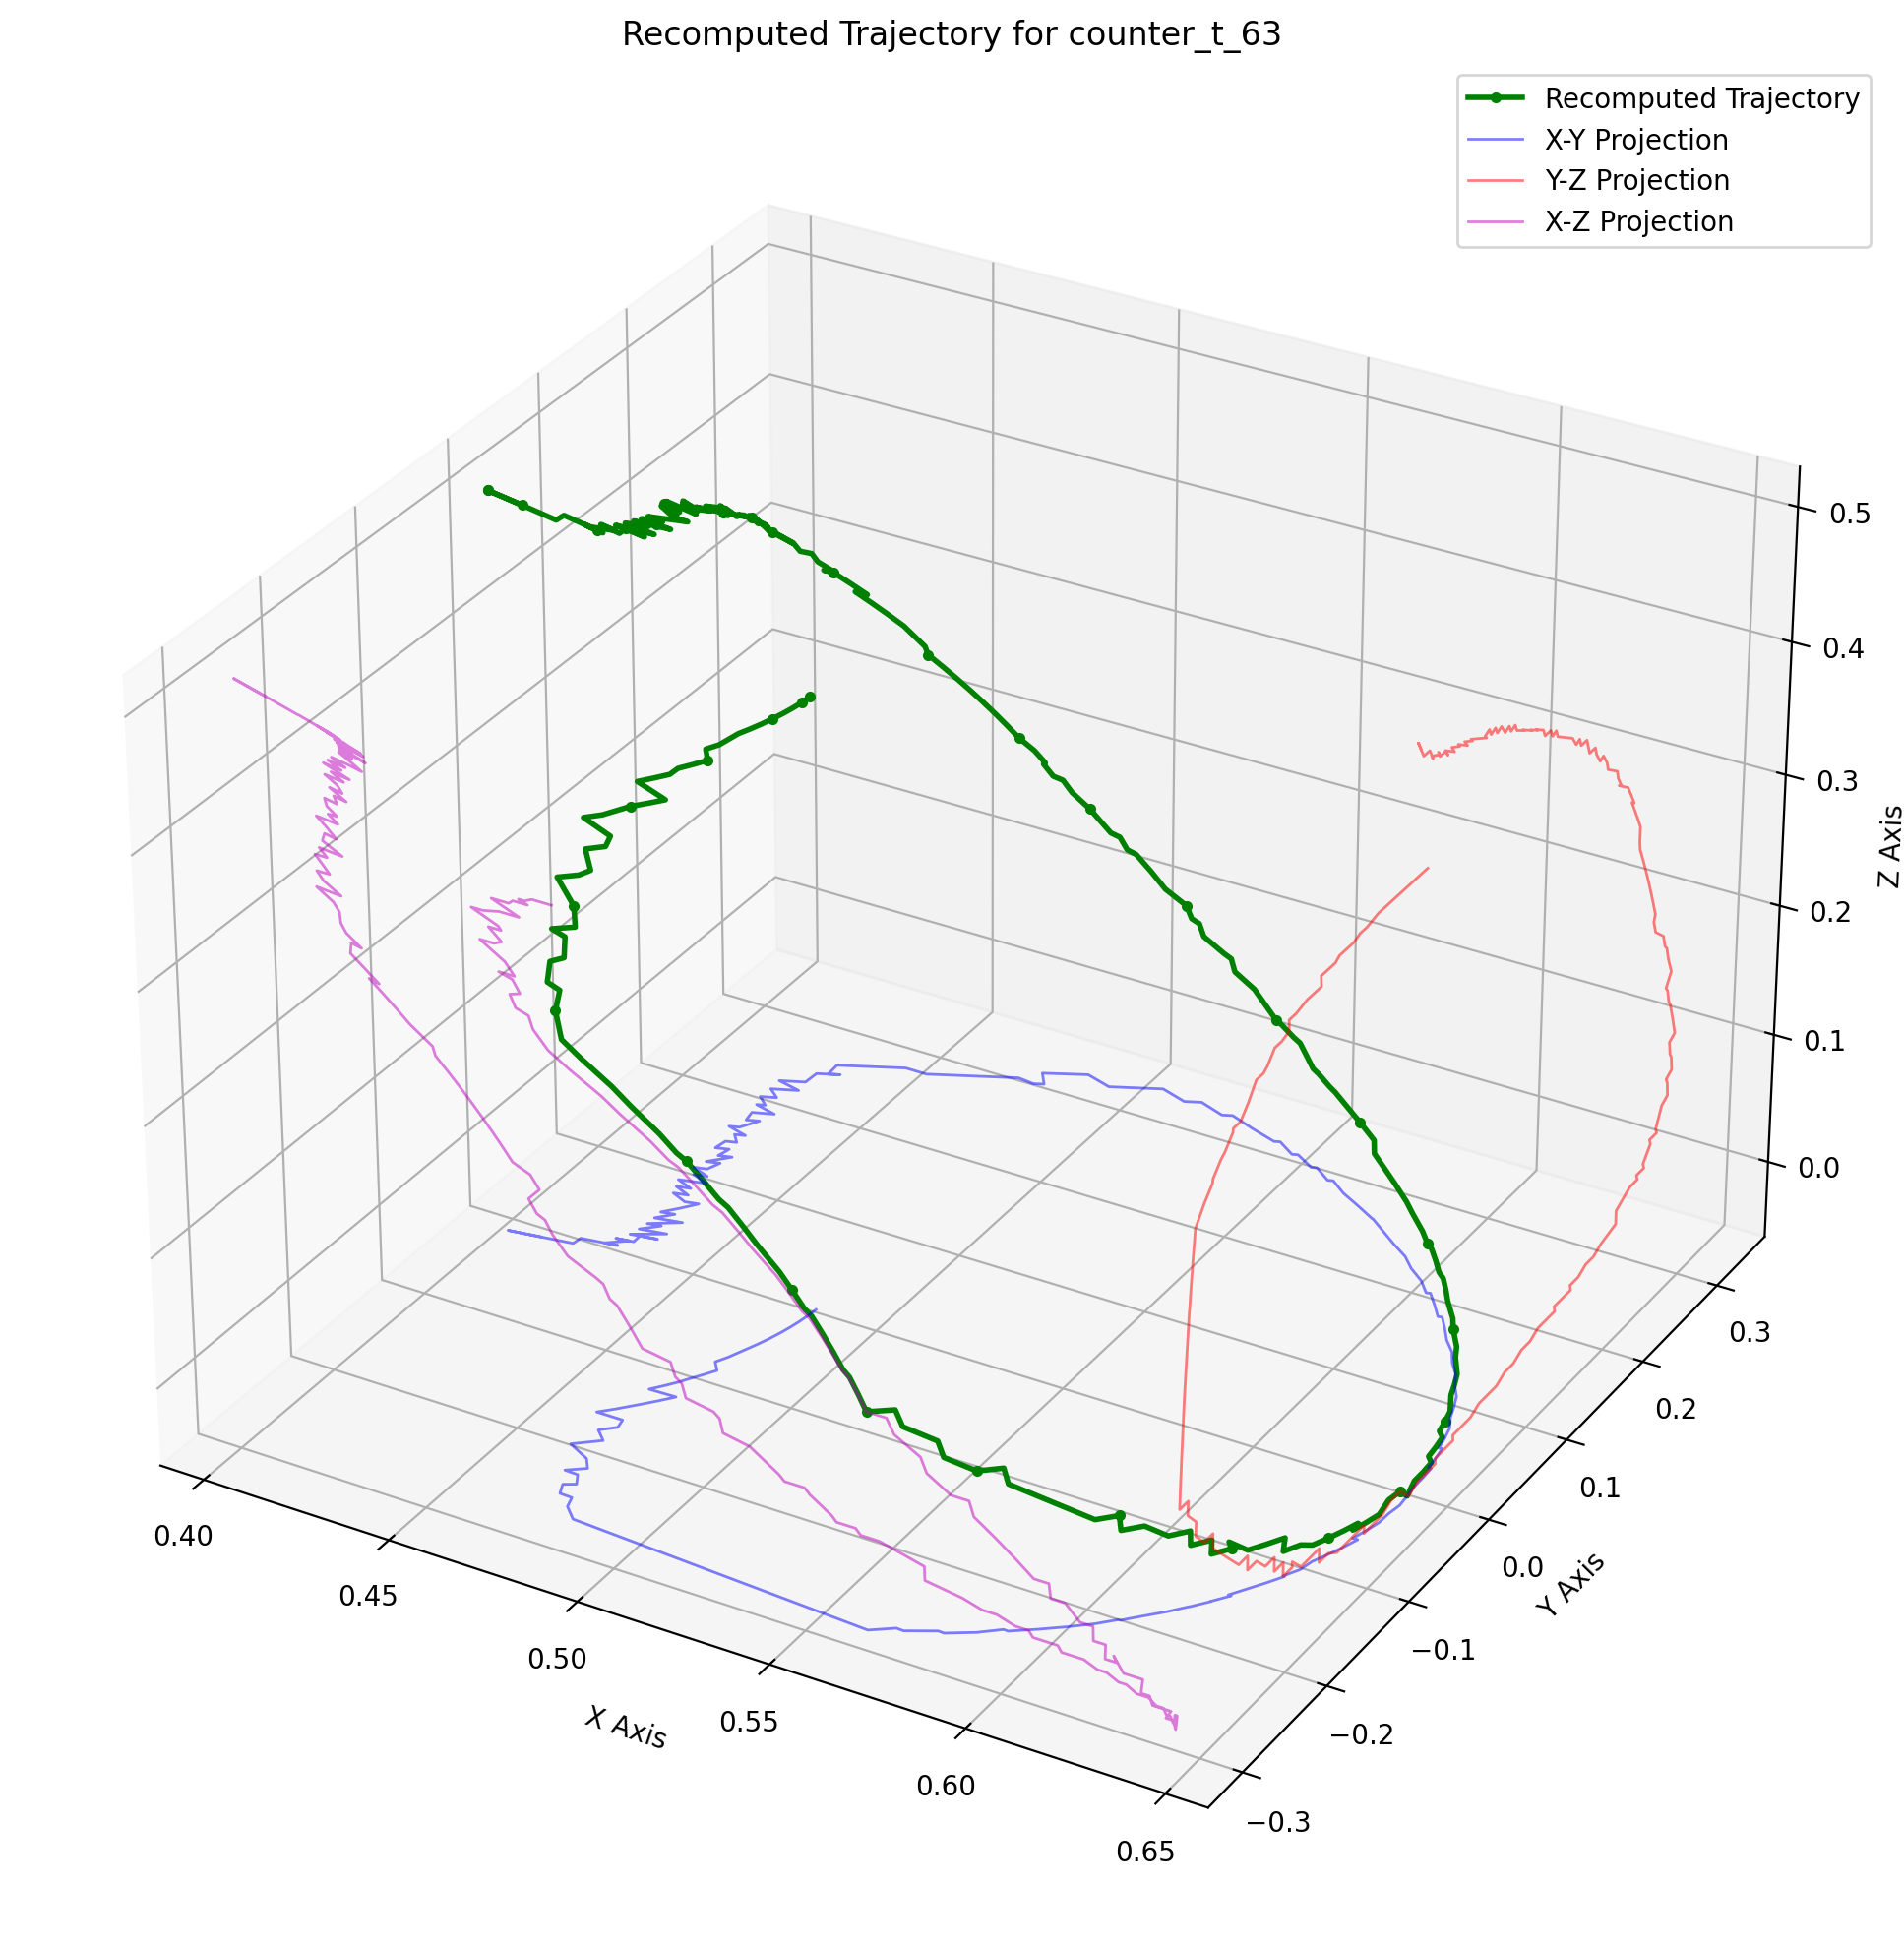 Recomputed Trajectory for counter_t_63
Recomputed Trajectory
X-Y Projection
Y-Z Projection
X-Z Projection
0.5
0.4
0.3
0.2
0.1
0.0
Z Axis
0.3
0.2
0.1
0.0
−0.1
−0.2
−0.3
Y Axis
0.40
0.45
0.50
0.55
0.60
0.65
X Axis